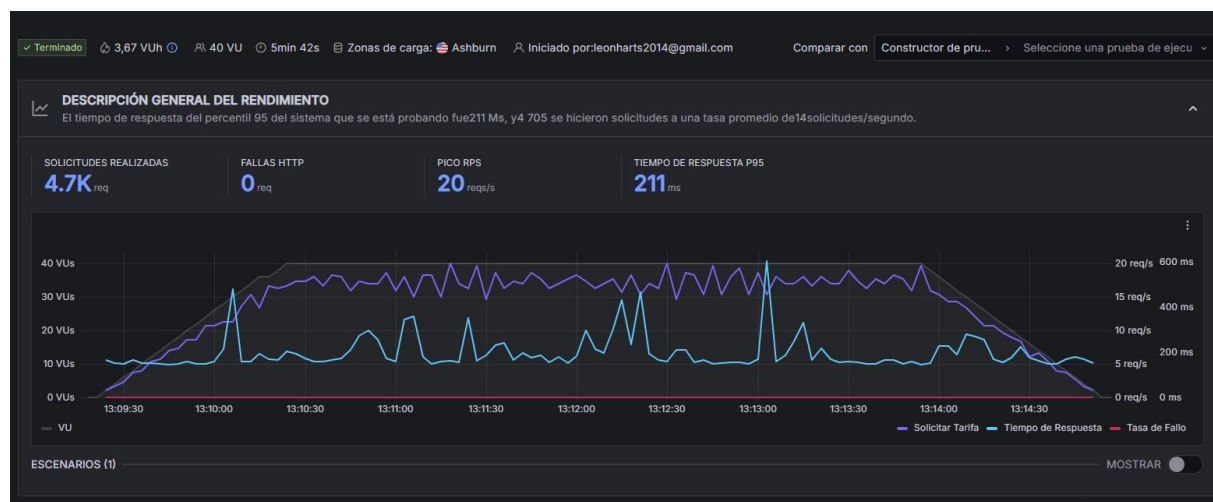 Terminado 3,67 VUh 40 VU 5min 42s Zonas de carga: Ashburn Iniciado por:leonharts2014@gmail.com Comparar con Constructor de pru... › Seleccione una prueba de ejecu
DESCRIPCIÓN GENERAL DEL RENDIMIENTO
El tiempo de respuesta del percentil 95 del sistema que se está probando fue211 Ms, y4 705 se hicieron solicitudes a una tasa promedio de14solicitudes/segundo.
SOLICITUDES REALIZADAS FALLAS HTTP PICO RPS TIEMPO DE RESPUESTA P95
4.7K req 0 req 20 reqs/s 211 ms
40 VUs 20 req/s 600 ms
30 VUs 15 req/s 400 ms
20 VUs 10 req/s
10 VUs 5 req/s 200 ms
0 VUs 0 req/s 0 ms
13:09:30 13:10:00 13:10:30 13:11:00 13:11:30 13:12:00 13:12:30 13:13:00 13:13:30 13:14:00 13:14:30
VU Solicitar Tarifa Tiempo de Respuesta Tasa de Fallo
ESCENARIOS (1) MOSTRAR